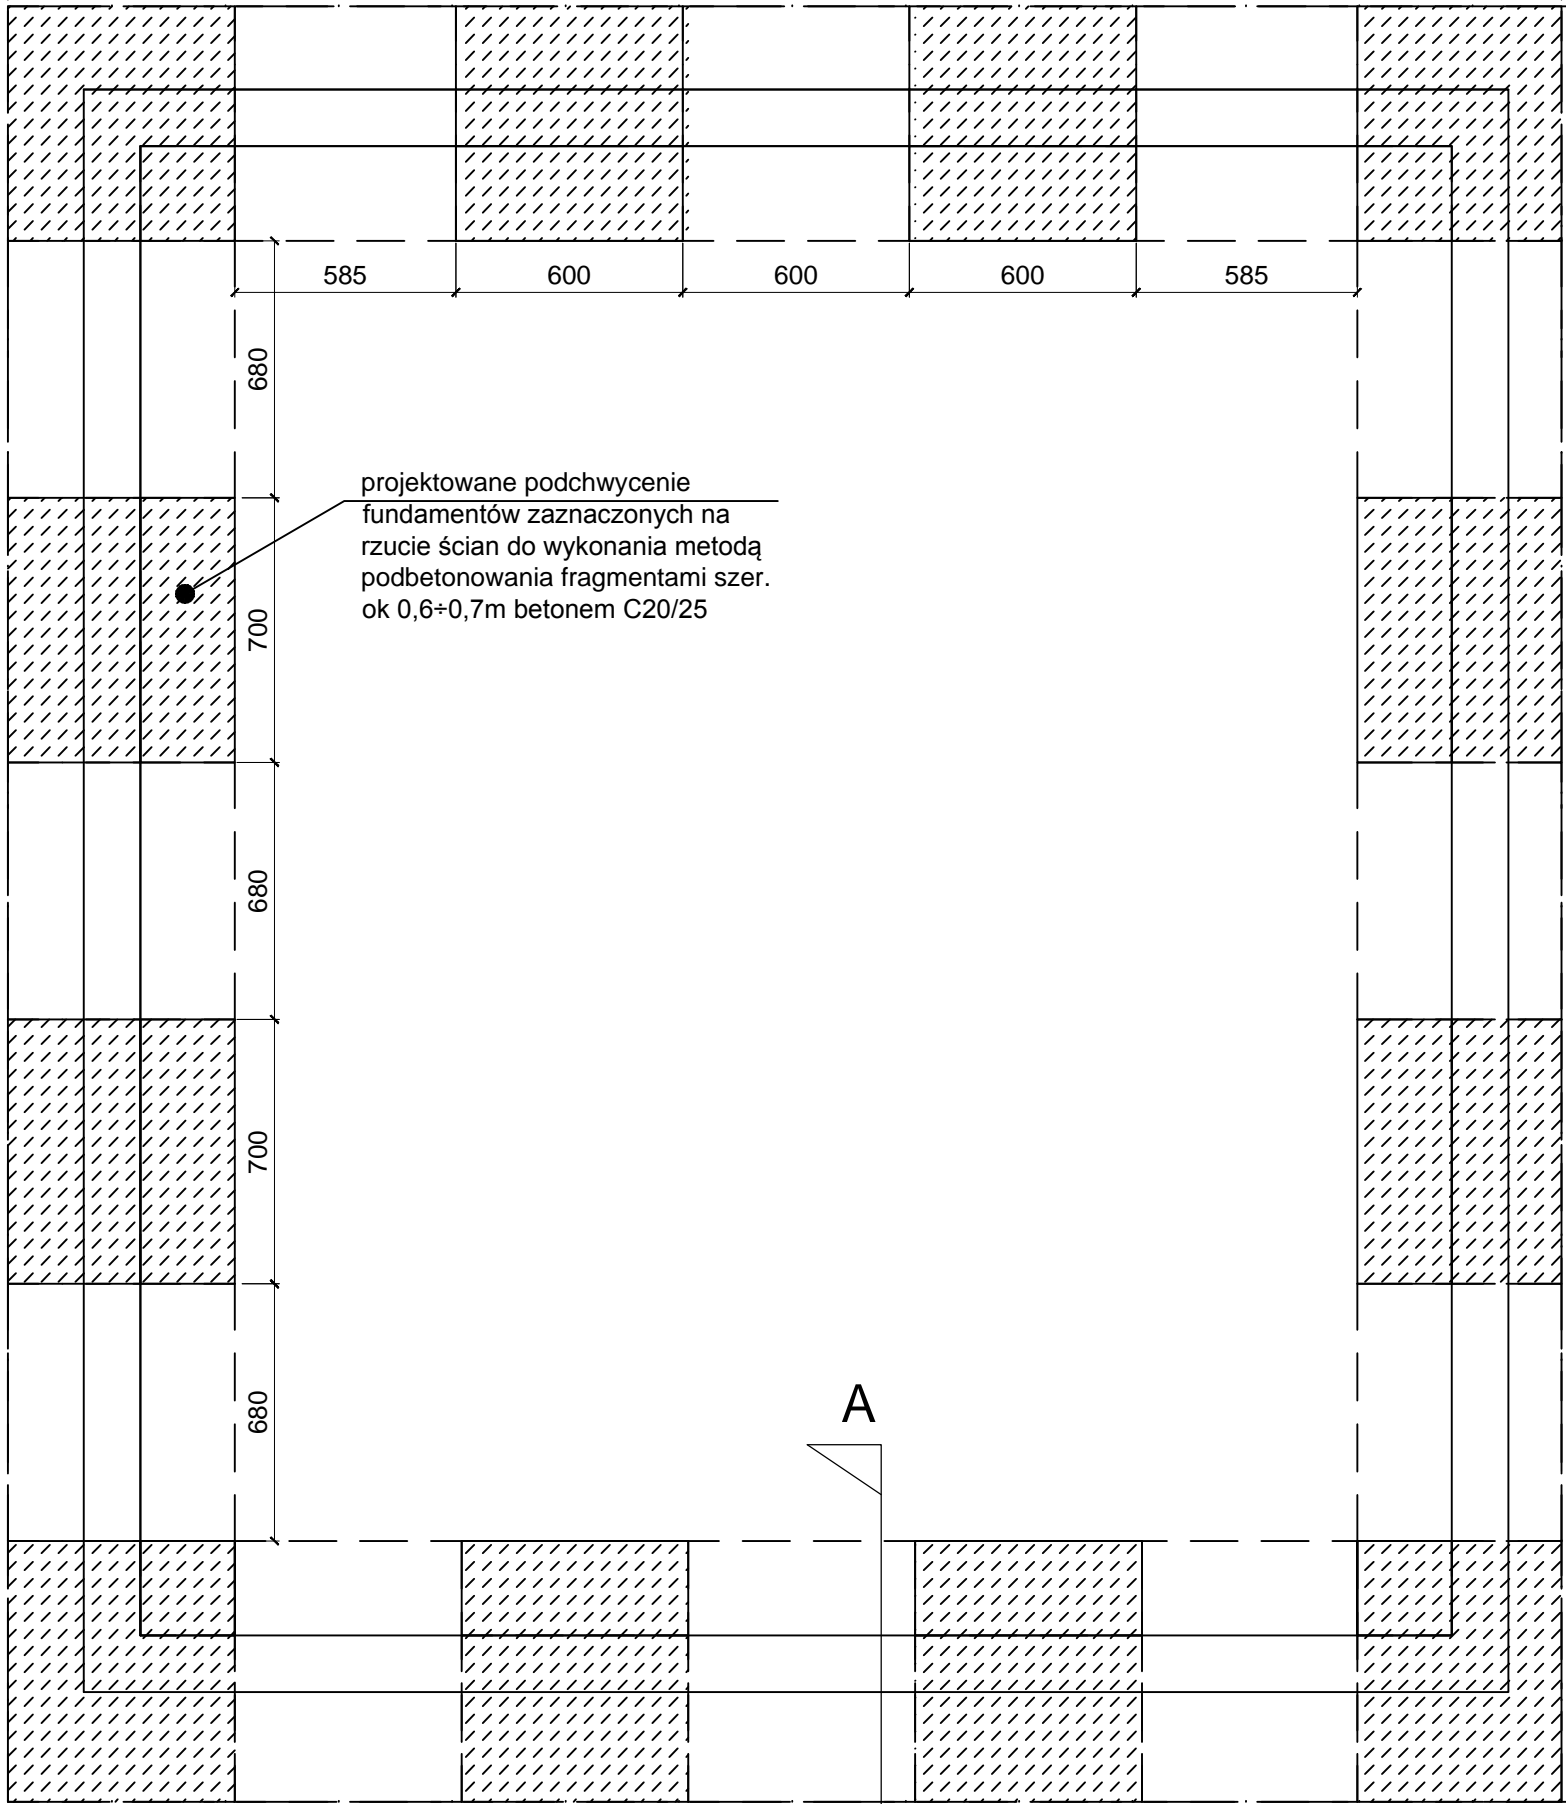 585 600 600 600 585
680
projektowane podchwycenie
fundamentów zaznaczonych na
rzucie ścian do wykonania metodą
podbetonowania fragmentami szer.
ok 0,6÷0,7m betonem C20/25
700
680
700
680
A